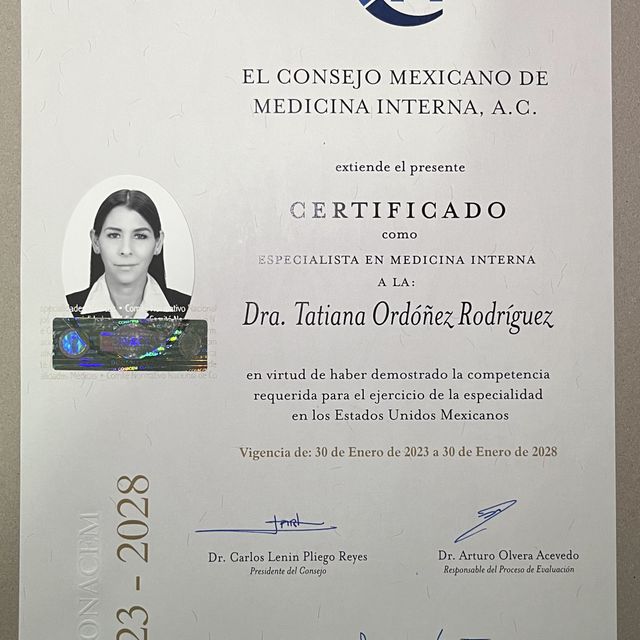 EL CONSEJO MEXICANO DE
MEDICINA INTERNA, A.C.
extiende el presente
CERTIFICADO
como
ESPECIALISTA EN MEDICINA INTERNA
A LA:
Dra. Tatiana Ordóñez Rodríguez
en virtud de haber demostrado la competencia
requerida para el ejercicio de la especialidad
en los Estados Unidos Mexicanos
Vigencia de: 30 de Enero de 2023 a 30 de Enero de 2028
Dr. Carlos Lenin Pliego Reyes
Presidente del Consejo
Dr. Arturo Olvera Acevedo
Responsable del Proceso de Evaluación
ONACEM
23 - 2028